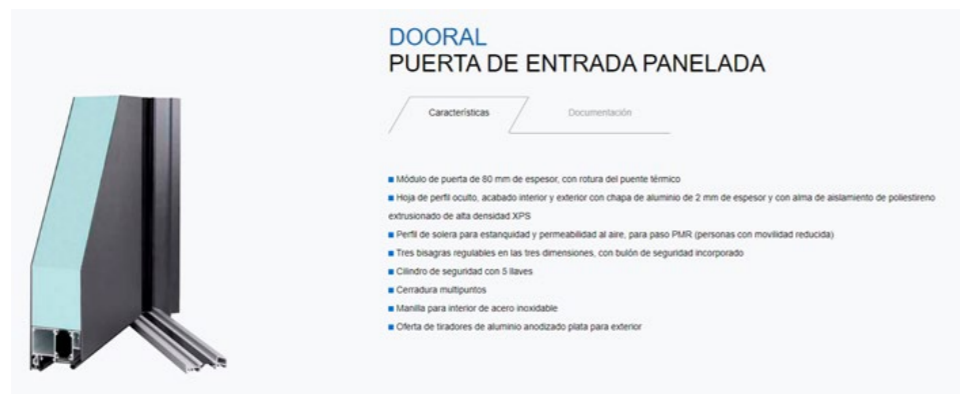 DOORAL
PUERTA DE ENTRADA PANELADA
Características
Documentación
Módulo de puerta de 80 mm de espesor, con rotura del puente térmico
Hoja de perfil oculto, acabado interior y exterior con chapa de aluminio de 2 mm de espesor y con alma de aislamiento de poliestireno
extrusionado de alta densidad XPS
Perfil de solera para estanquidad y permeabilidad al aire, para paso PMR (personas con movilidad reducida)
Tres bisagras regulables en las tres dimensiones, con bulón de seguridad incorporado
Cilindro de seguridad con 5 llaves
Cerradura multipuntos
Manilla para interior de acero inoxidable
Oferta de tiradores de aluminio anodizado plata para exterior